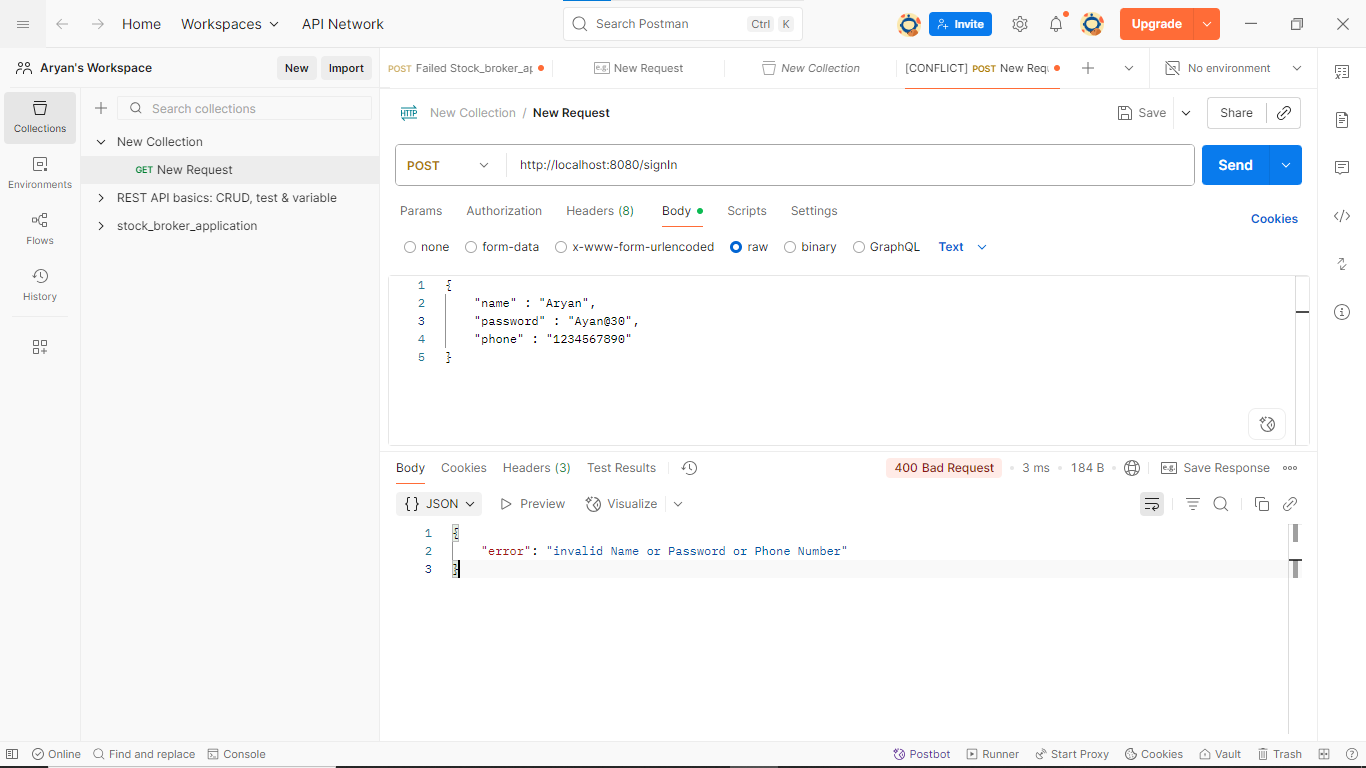 Home
Workspaces
API Network
Search Postman
Ctrl K
Invite
Upgrade
Aryan's Workspace
New
Import
POST Failed Stock_broker_ap
e.g. New Request
New Collection
[CONFLICT] POST New Requ
No environment
Collections
Environments
Flows
History
Search collections
New Collection
GET New Request
REST API basics: CRUD, test & variable
stock_broker_application
HTTP New Collection / New Request
Save
Share
POST
http://localhost:8080/signIn
Send
Params Authorization Headers (8) Body Scripts Settings
Cookies
none form-data x-www-form-urlencoded raw binary GraphQL Text
1 {
2 "name" : "Aryan",
3 "password" : "Ayan@30",
4 "phone" : "1234567890"
5 }
Body Cookies Headers (3) Test Results
400 Bad Request • 3 ms • 184 B • e.g. Save Response
{} JSON Preview Visualize
1 {
2 "error": "invalid Name or Password or Phone Number"
3 }
Online Find and replace Console
Postbot Runner Start Proxy Cookies Vault Trash